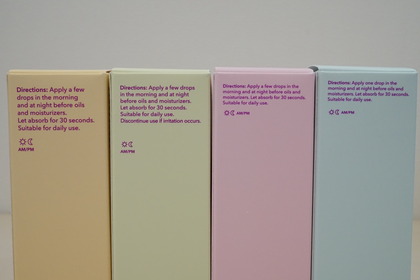 Directions: Apply a few
drops in the morning
and at night before oils
and moisturizers.
Let absorb for 30 seconds.
Suitable for daily use.
AM/PM
Directions: Apply a few drops
in the morning and at night
before oils and moisturizers.
Let absorb for 30 seconds.
Suitable for daily use.
Discontinue use if irritation occurs.
AM/PM
Directions: Apply a few drops in the
morning and at night before oils and
moisturizers. Let absorb for 30 seconds.
Suitable for daily use.
AM/PM
Directions: Apply one drop in the
morning and at night before oils and
moisturizers. Let absorb for 30 seconds.
Suitable for daily use.
AM/PM